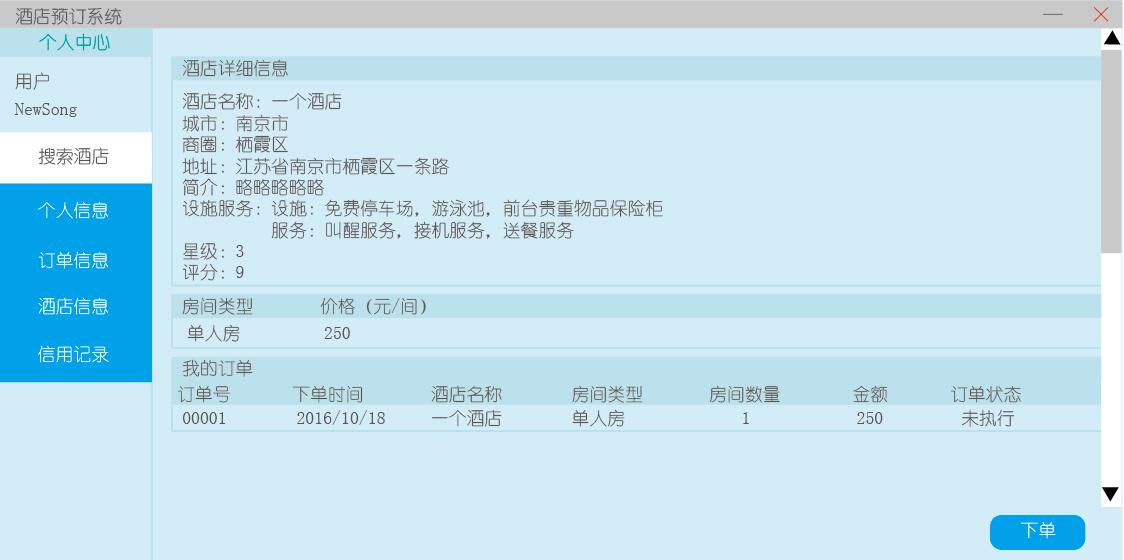 酒店预订系统
个人中心
用户
NewSong
搜索酒店
个人信息
订单信息
酒店信息
信用记录
酒店详细信息
酒店名称：一个酒店
城市：南京市
商圈：栖霞区
地址：江苏省南京市栖霞区一条路
简介：略略略略略
设施服务：设施：免费停车场，游泳池，前台贵重物品保险柜
服务：叫醒服务，接机服务，送餐服务
星级：3
评分：9
房间类型 价格（元/间）
单人房 250
我的订单
订单号 下单时间 酒店名称 房间类型 房间数量 金额 订单状态
00001 2016/10/18 一个酒店 单人房 1 250 未执行
下单